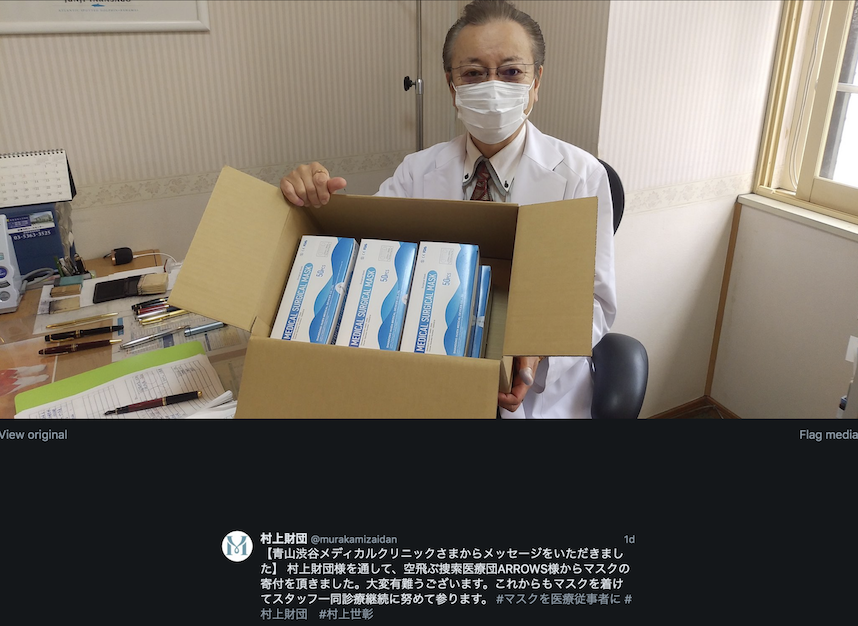 03-5363-3125
MEDICAL SURGICAL MASK
50PCS
MEDICAL SURGICAL MASK
50PCS
MEDICAL SURGICAL MASK
50PCS
View original
Flag media
村上財団 @murakamizaidan
1d
【青山渋谷メディカルクリニックさまからメッセージをいただきまし
た】 村上財団様を通して、空飛ぶ捜索医療団ARROWS様からマスクの
寄付を頂きました。大変有難うございます。これからもマスクを着け
てスタッフ一同診療継続に努めて参ります。 #マスクを医療従事者に #
村上財団 #村上世彰